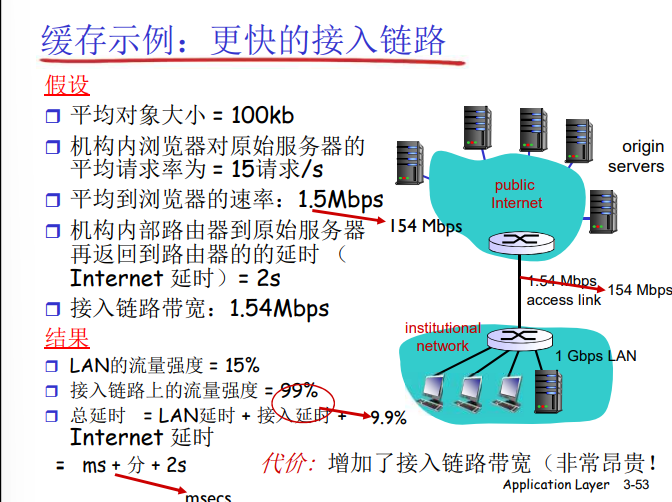 缓存示例：更快的接入链路
假设
平均对象大小 = 100kb
机构内浏览器对原始服务器的
平均请求率为 = 15请求/s
平均到浏览器的速率：1.5Mbps
154 Mbps
机构内部路由器到原始服务器
再返回到路由器的的延时（
Internet 延时）= 2s
接入链路带宽：1.54Mbps
结果
LAN的流量强度 = 15%
接入链路上的流量强度 = 99%
9.9%
总延时 = LAN延时 + 接入延时 +
Internet 延时
= ms + 分 + 2s
msecs
origin
servers
public
Internet
1.54 Mbps
access link
154 Mbps
institutional
network
1 Gbps LAN
代价：增加了接入链路带宽（非常昂贵！
Application Layer 3-53